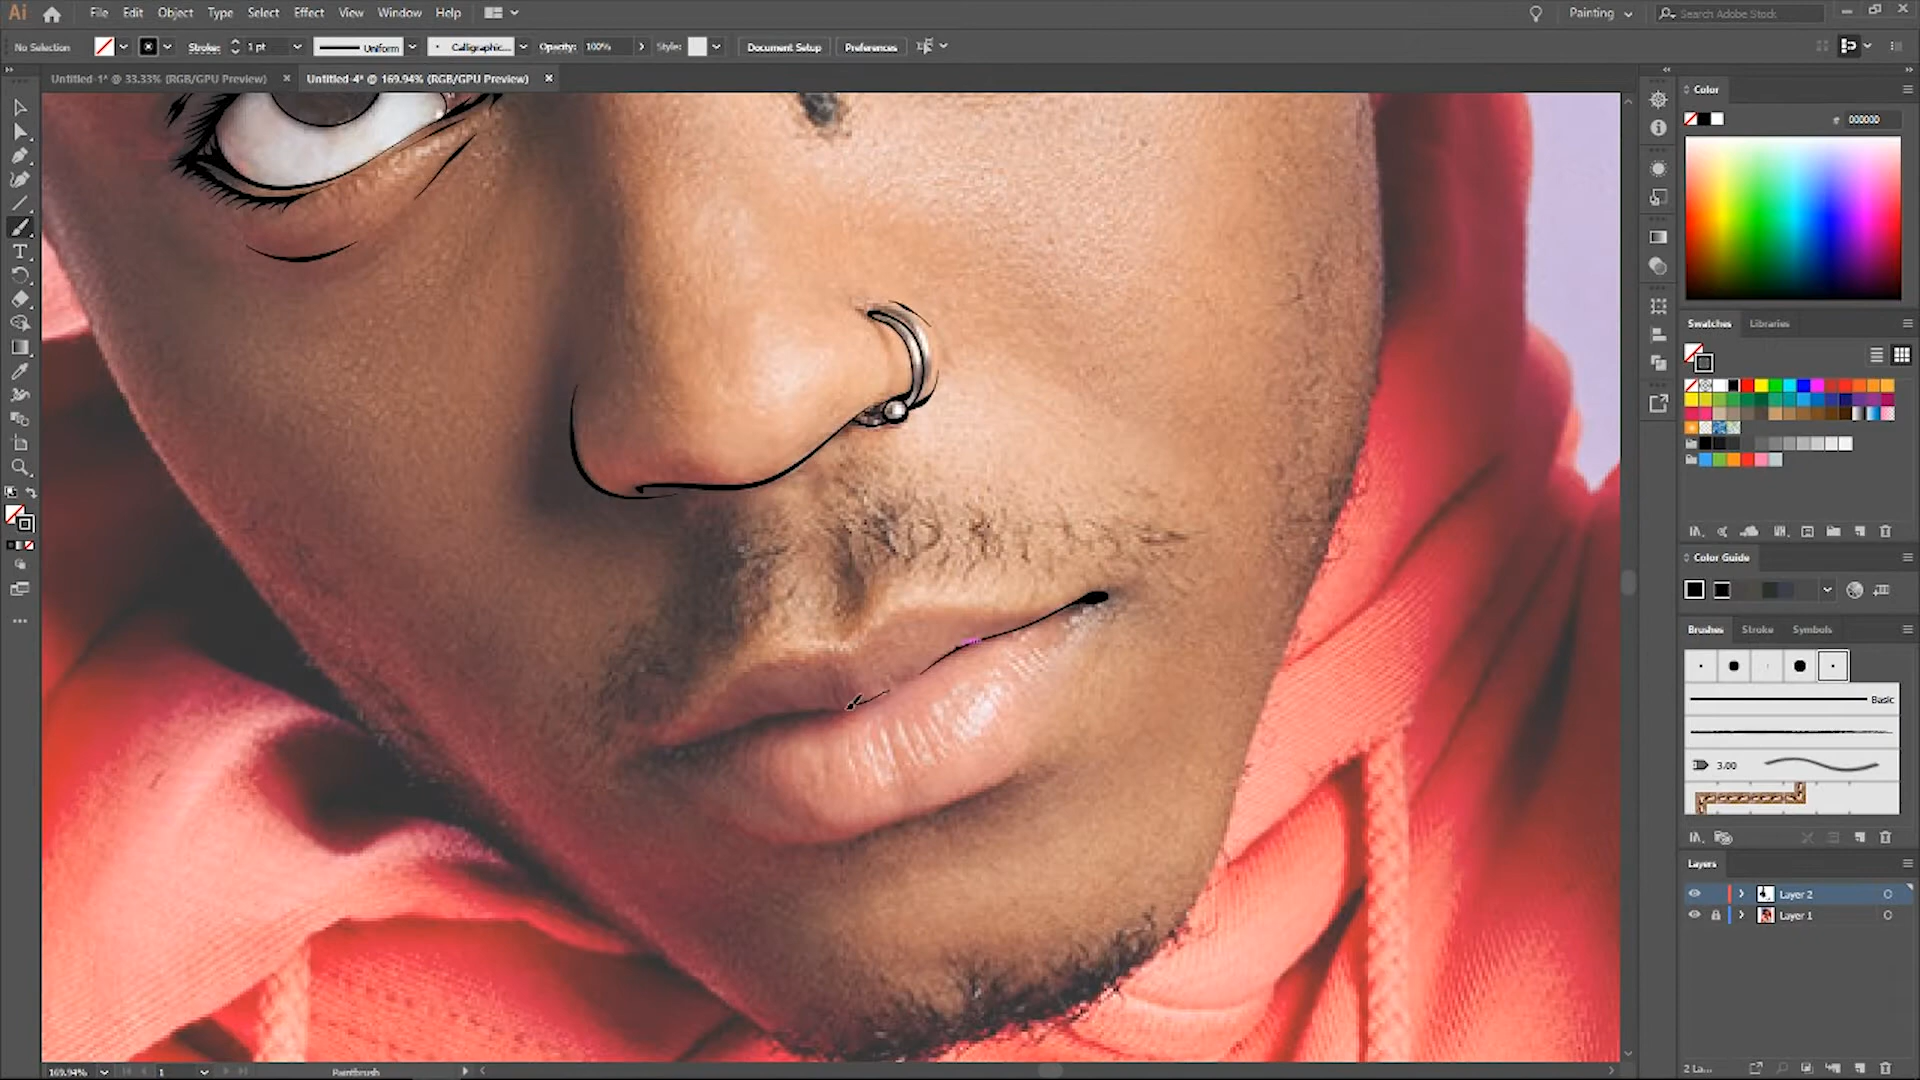 Ai File Edit Object Type Select Effect View Window Help Painting Search Adobe Stock
No Selection Stroke: 1 pt Uniform Calligraphic... Opacity: 100% Style: Document Setup Preferences
Untitled-1* @ 33.33% (RGB/GPU Preview) Untitled-4* @ 169.94% (RGB/GPU Preview)
Color
# 000000
Swatches Libraries
Color Guide
Brushes Stroke Symbols
Basic
3.00
Layers
Layer 2
Layer 1
169.94% 1 Paintbrush 2 La...